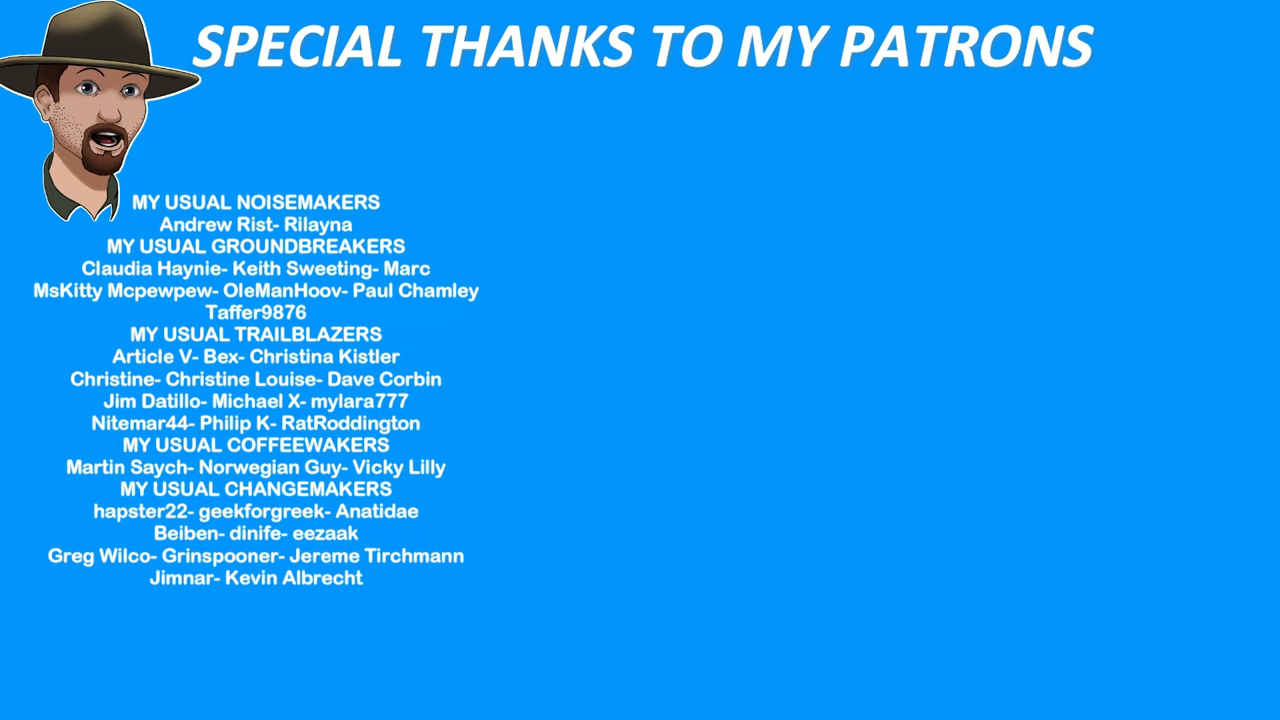 SPECIAL THANKS TO MY PATRONS
MY USUAL NOISEMAKERS
Andrew Rist- Rilayna
MY USUAL GROUNDBREAKERS
Claudia Haynie- Keith Sweeting- Marc
MsKitty Mcpewpew- OleManHoov- Paul Chamley
Taffer9876
MY USUAL TRAILBLAZERS
Article V- Bex- Christina Kistler
Christine- Christine Louise- Dave Corbin
Jim Datillo- Michael X- mylara777
Nitemar44- Philip K- RatRoddington
MY USUAL COFFEEWAKERS
Martin Saych- Norwegian Guy- Vicky Lilly
MY USUAL CHANGEMAKERS
hapster22- geekforgreek- Anatidae
Beiben- dinife- eezaak
Greg Wilco- Grinspooner- Jereme Tirchmann
Jimnar- Kevin Albrecht